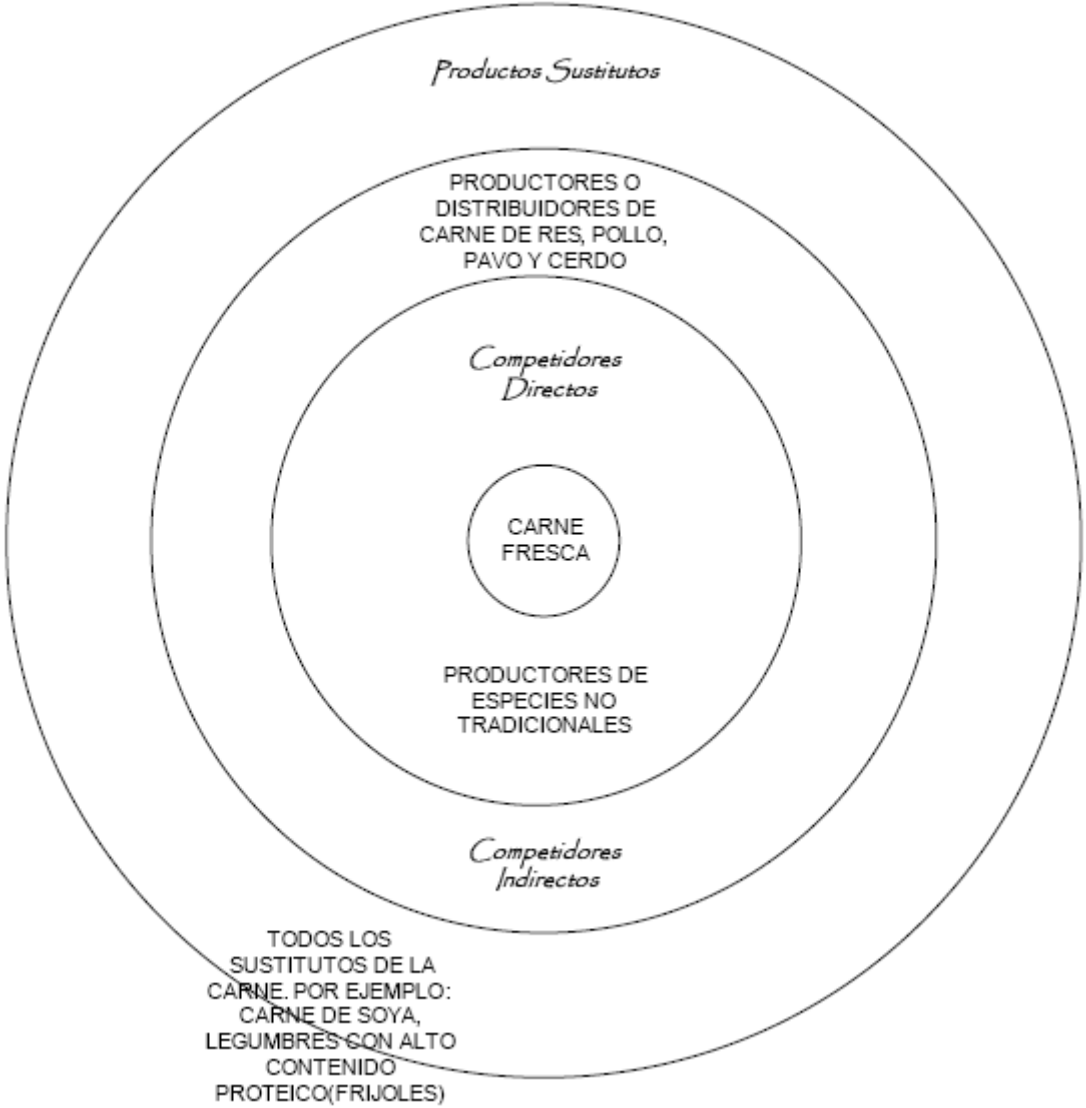 Productos Sustitutos
PRODUCTORES O
DISTRIBUIDORES DE
CARNE DE RES, POLLO,
PAVO Y CERDO
Competidores
Directos
CARNE
FRESCA
PRODUCTORES DE
ESPECIES NO
TRADICIONALES
Competidores
Indirectos
TODOS LOS
SUSTITUTOS DE LA
CARNE. POR EJEMPLO:
CARNE DE SOYA,
LEGUMBRES CON ALTO
CONTENIDO
PROTEICO(FRIJOLES)